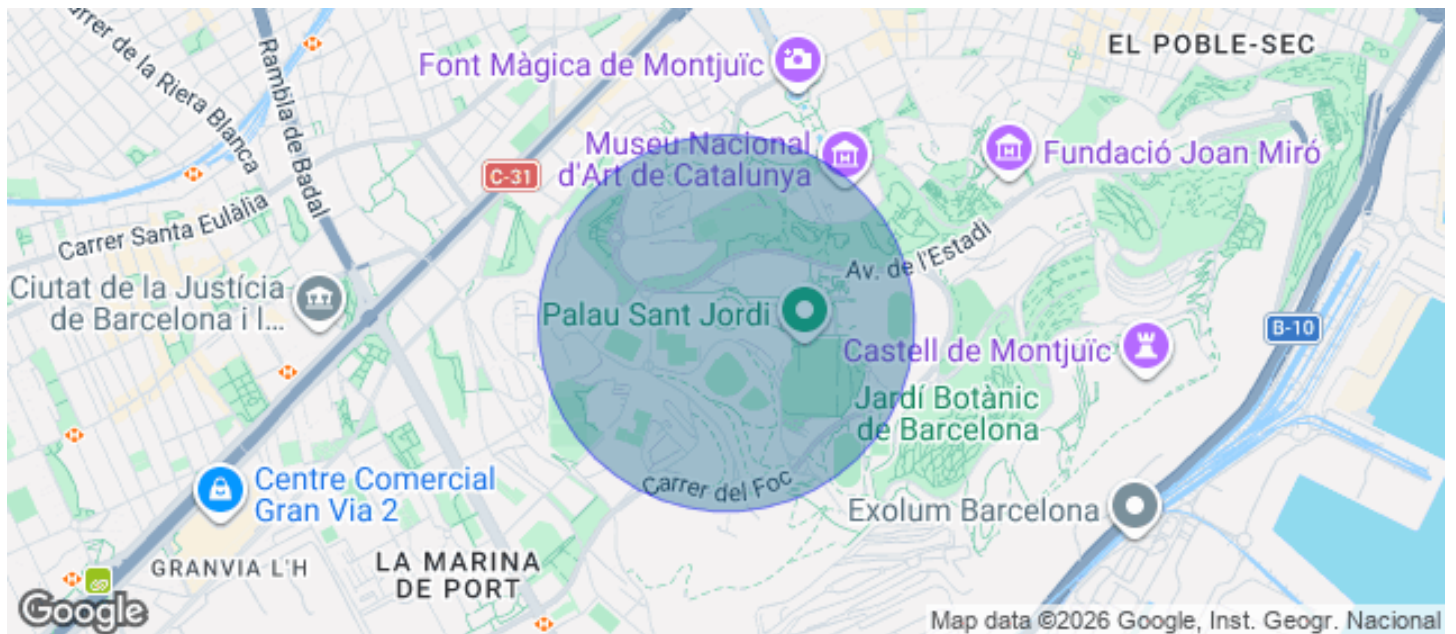 Carrer de la Riera Blanca
Rambla de Badal
Font Màgica de Montjuïc
EL POBLE-SEC
Museu Nacional
d'Art de Catalunya
Fundació Joan Miró
C-31
Carrer Santa Eulàlia
Av. de l'Estadi
Ciutat de la Justícia
de Barcelona i l...
Palau Sant Jordi
B-10
Castell de Montjuïc
Jardí Botànic
de Barcelona
Centre Comercial
Gran Via 2
Carrer del Foc
Exolum Barcelona
LA MARINA
DE PORT
GRANVIA L'H
Google
Map data ©2026 Google, Inst. Geogr. Nacional